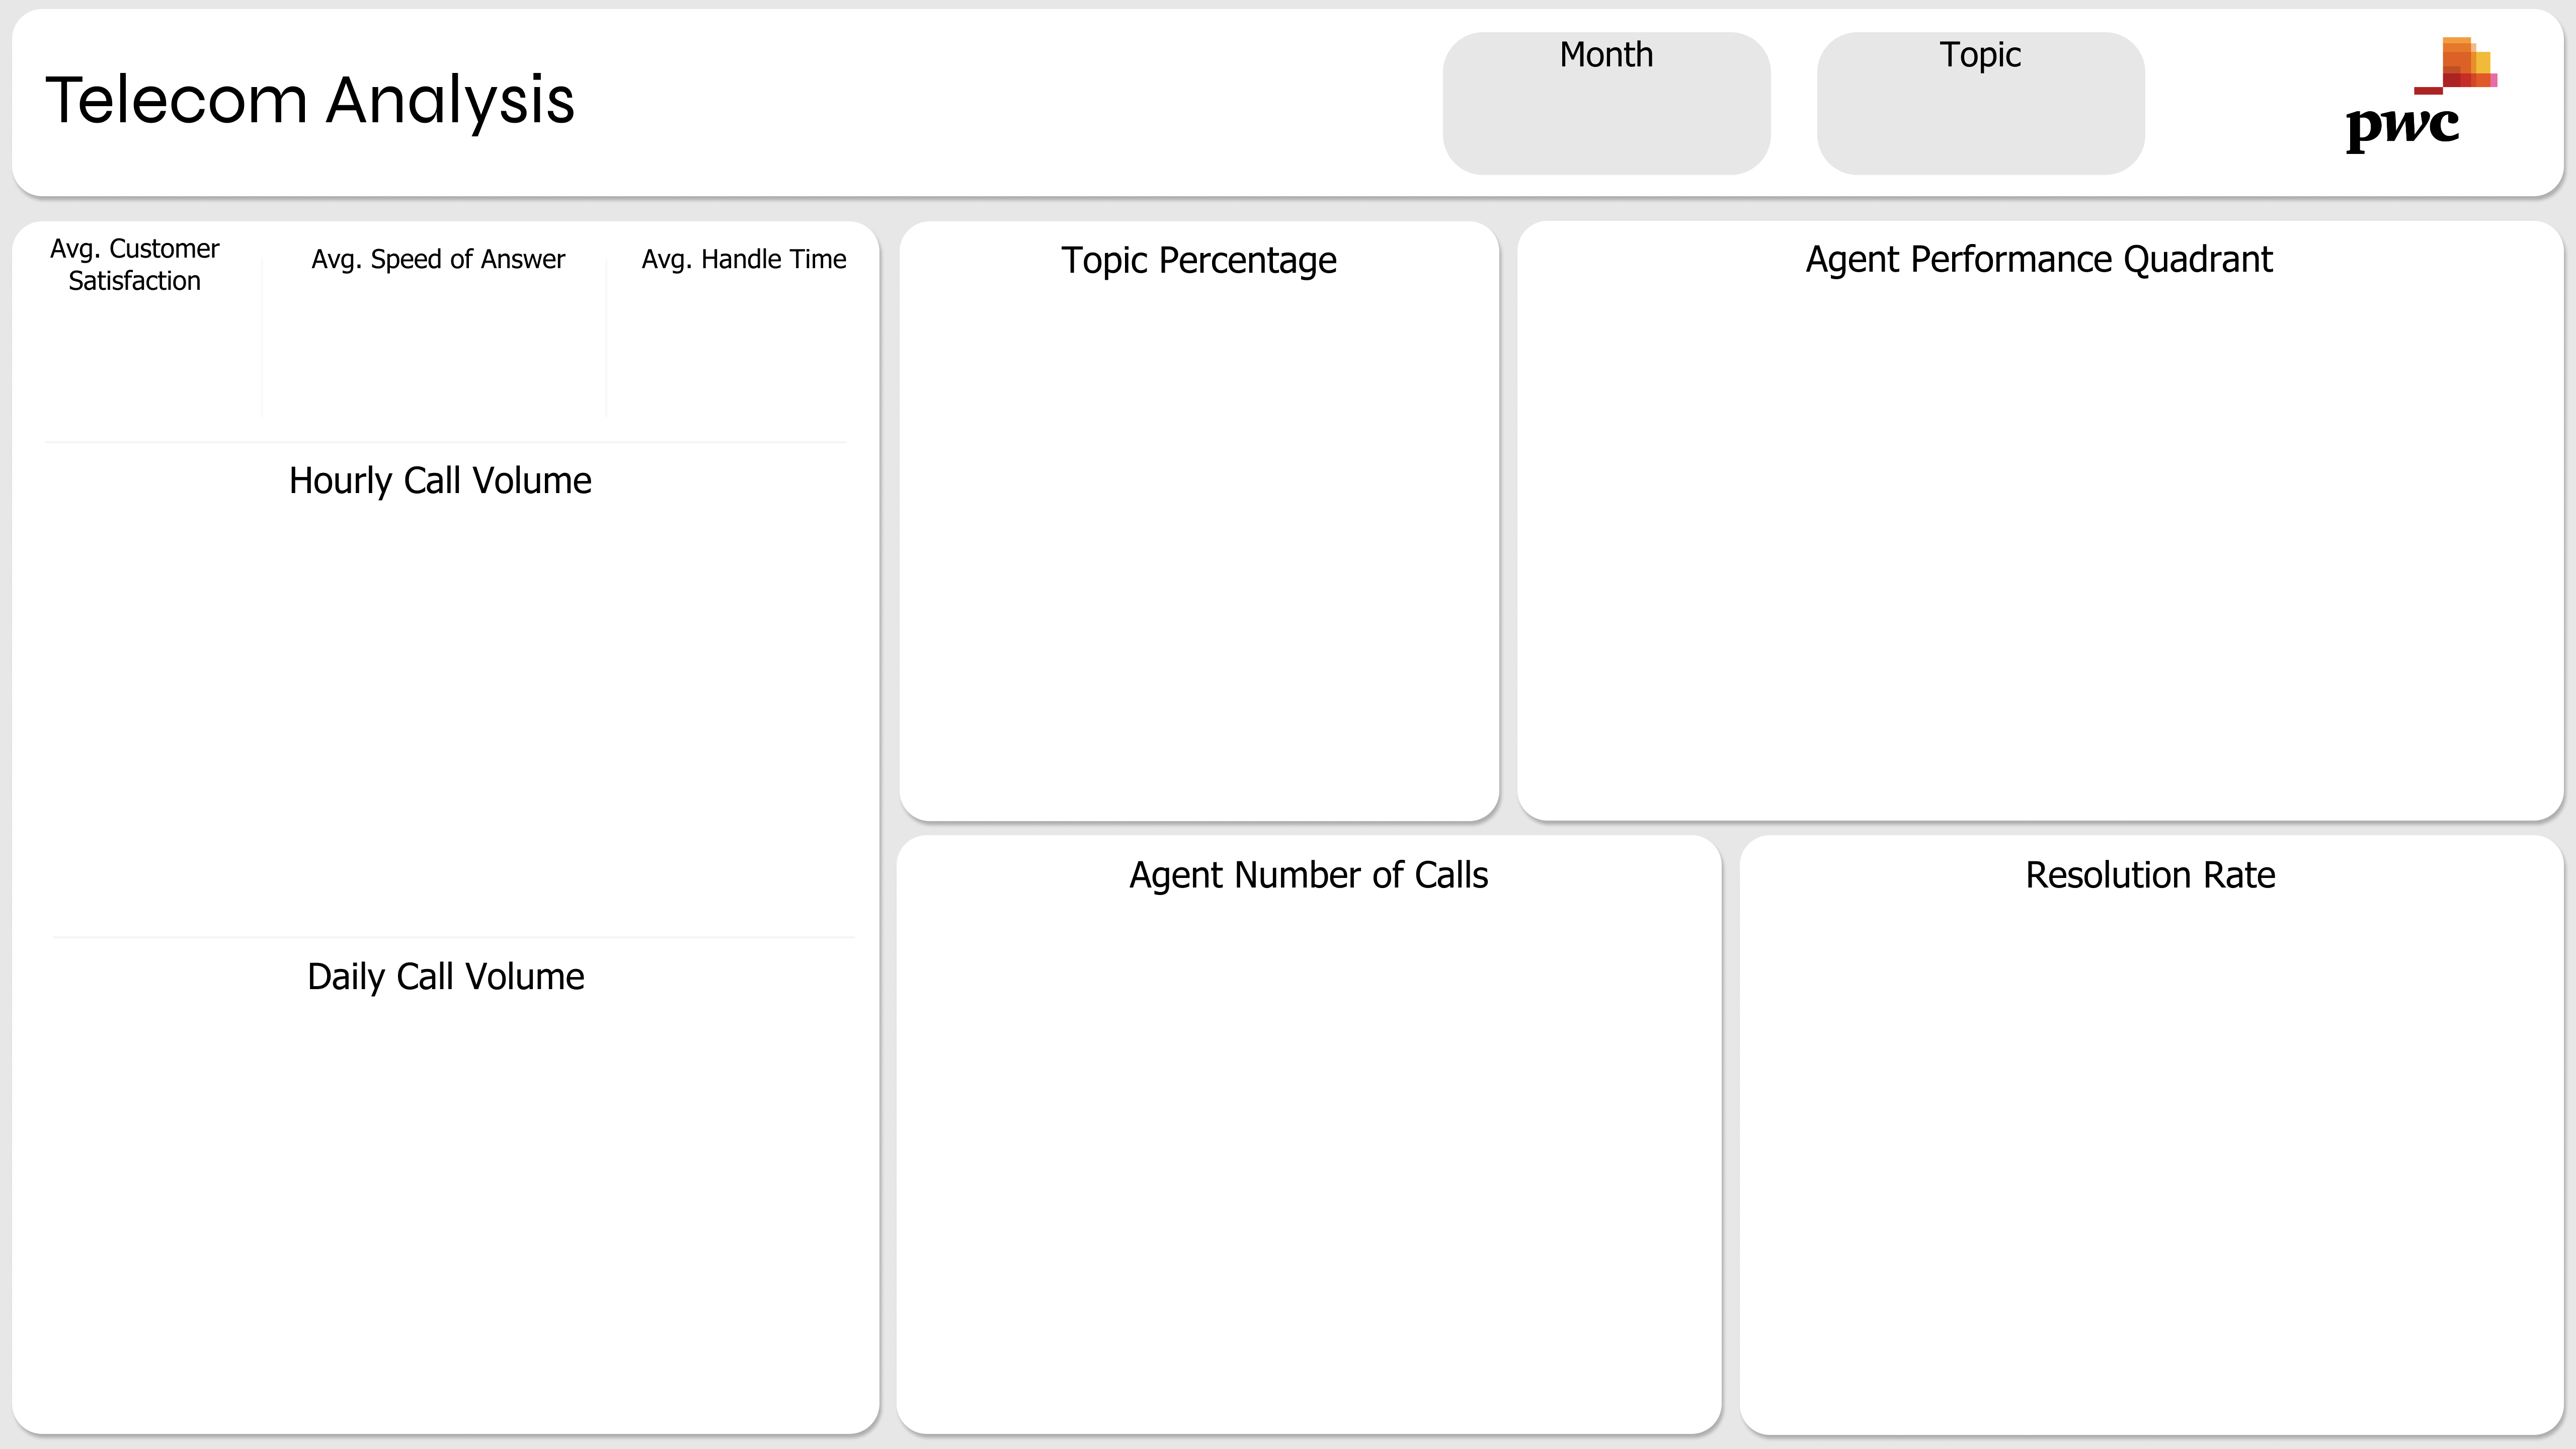 Telecom Analysis
Month
Topic
pwc
Avg. Customer
Satisfaction
Avg. Speed of Answer
Avg. Handle Time
Hourly Call Volume
Daily Call Volume
Topic Percentage
Agent Performance Quadrant
Agent Number of Calls
Resolution Rate